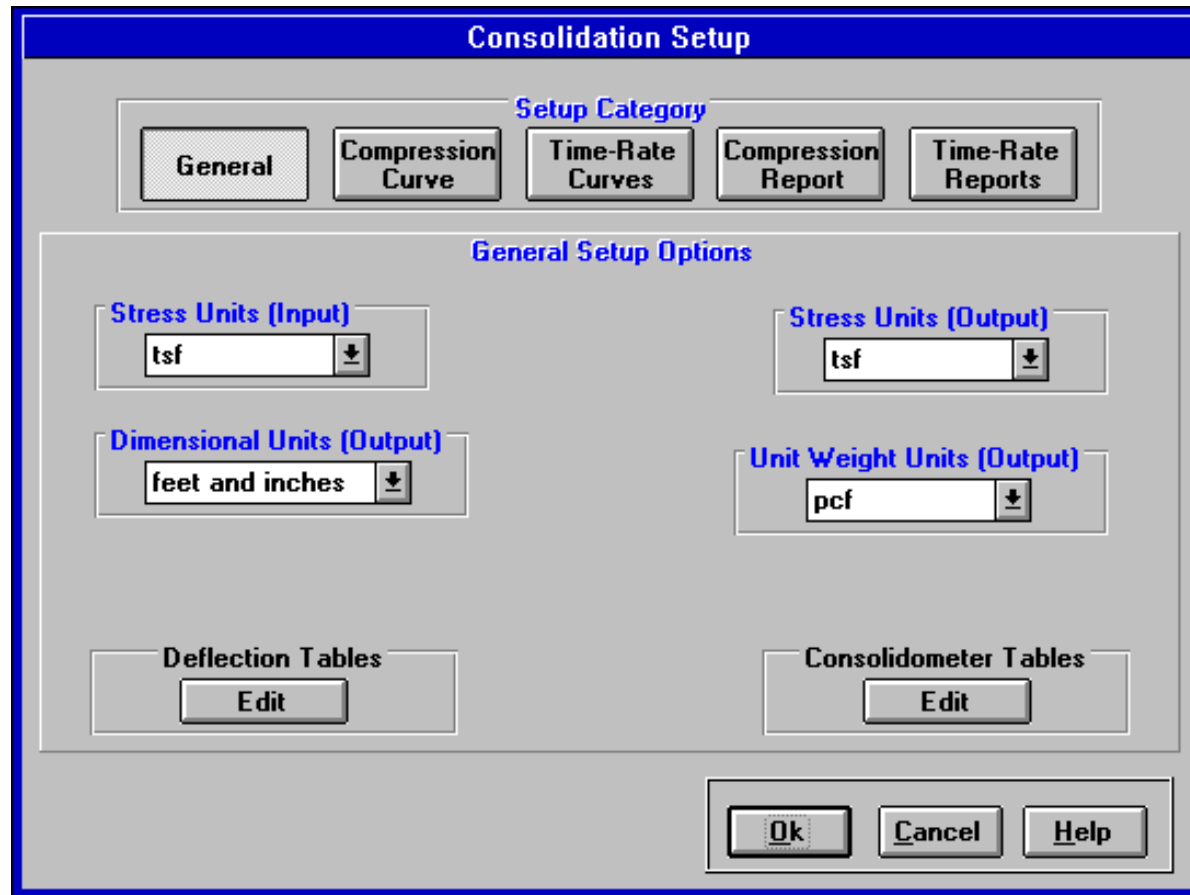 Consolidation Setup
Setup Category
General
Compression
Curve
Time-Rate
Curves
Compression
Report
Time-Rate
Reports
General Setup Options
Stress Units (Input)
tsf
Stress Units (Output)
tsf
Dimensional Units (Output)
feet and inches
Unit Weight Units (Output)
pcf
Deflection Tables
Edit
Consolidometer Tables
Edit
Ok
Cancel
Help